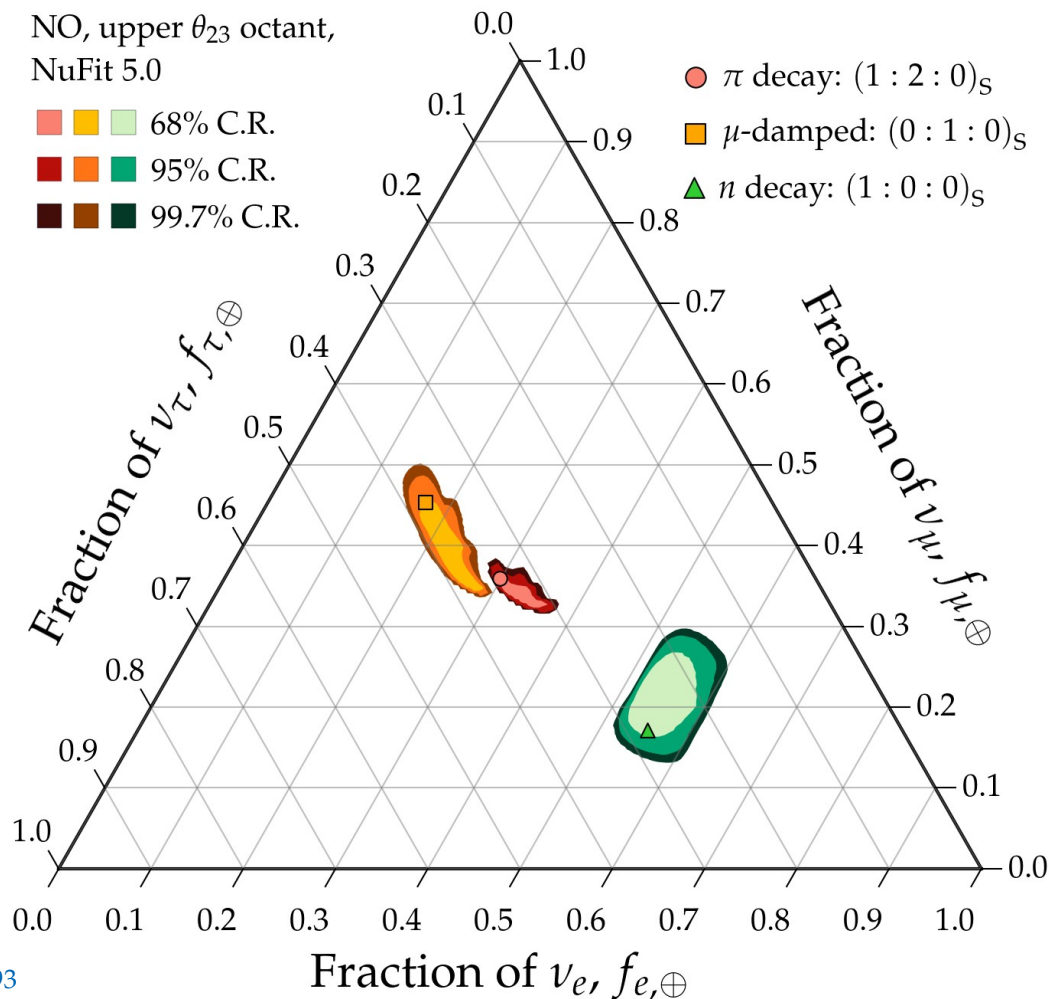 NO, upper θ₂₃ octant,
NuFit 5.0
68% C.R.
95% C.R.
99.7% C.R.
π decay: (1 : 2 : 0)S
μ-damped: (0 : 1 : 0)S
n decay: (1 : 0 : 0)S
Fraction of ντ, fτ,⊕
0.0
0.1
0.2
0.3
0.4
0.5
0.6
0.7
0.8
0.9
1.0
Fraction of νμ, fμ,⊕
1.0
0.9
0.8
0.7
0.6
0.5
0.4
0.3
0.2
0.1
0.0
0.0 0.1 0.2 0.3 0.4 0.5 0.6 0.7 0.8 0.9 1.0
Fraction of νe, fe,⊕
93